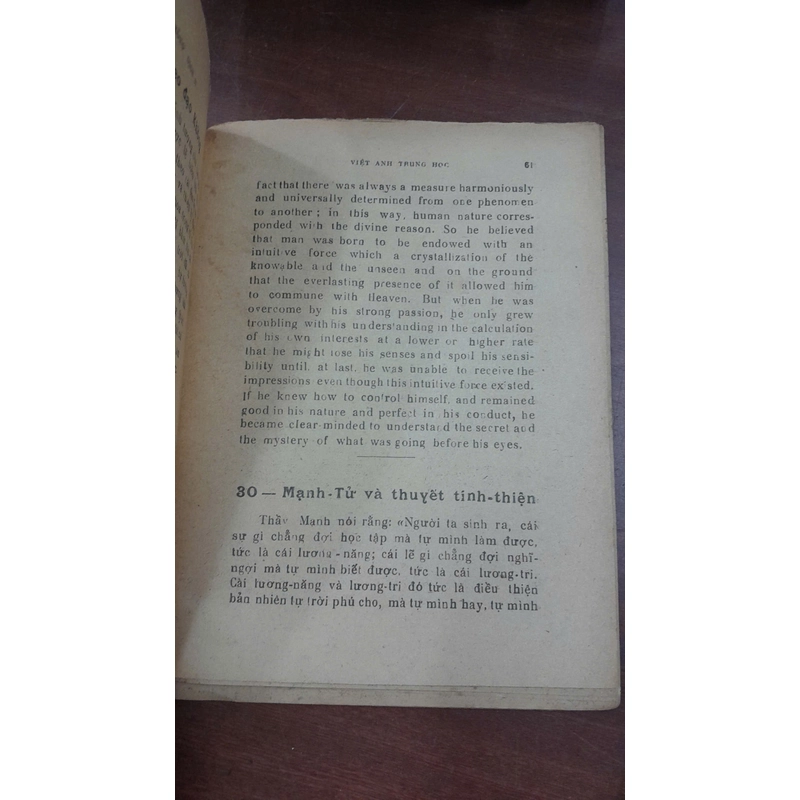 VIỆT ANH TRUNG HỌC 61
fact that there was always a measure harmoniously
and universally determined from one phenomen
to another ; in this way, human nature corres-
ponded with the divine reason. So he believed
that man was born to be endowed with an
intuitive force which a crystallization of the
knowable and the unseen and on the ground
that the everlasting presence of it allowed him
to commune with Heaven. But when he was
overcome by his strong passion, he only grew
troubling with his understanding in the calculation
of his own interests at a lower or higher rate
that he might lose his senses and spoil his sensi-
bility until, at last, he was unable to receive the
impressions even though this intuitive force existed.
If he knew how to control himself, and remained
good in his nature and perfect in his conduct, he
became clear-minded to understand the secret and
the mystery of what was going before his eyes.
30 — Mạnh-Tử và thuyết tính-thiện
Thầy Mạnh nói rằng: «Người ta sinh ra, cái
sự gì chẳng đợi học tập mà tự mình làm được,
tức là cái lương-năng; cái lẽ gì chẳng đợi nghĩ-
ngợi mà tự mình biết được, tức là cái lương-tri.
Cái lương-năng và lương-tri đó tức là điều thiện
bản nhiên tự trời phú cho, mà tự mình hay, tự mình